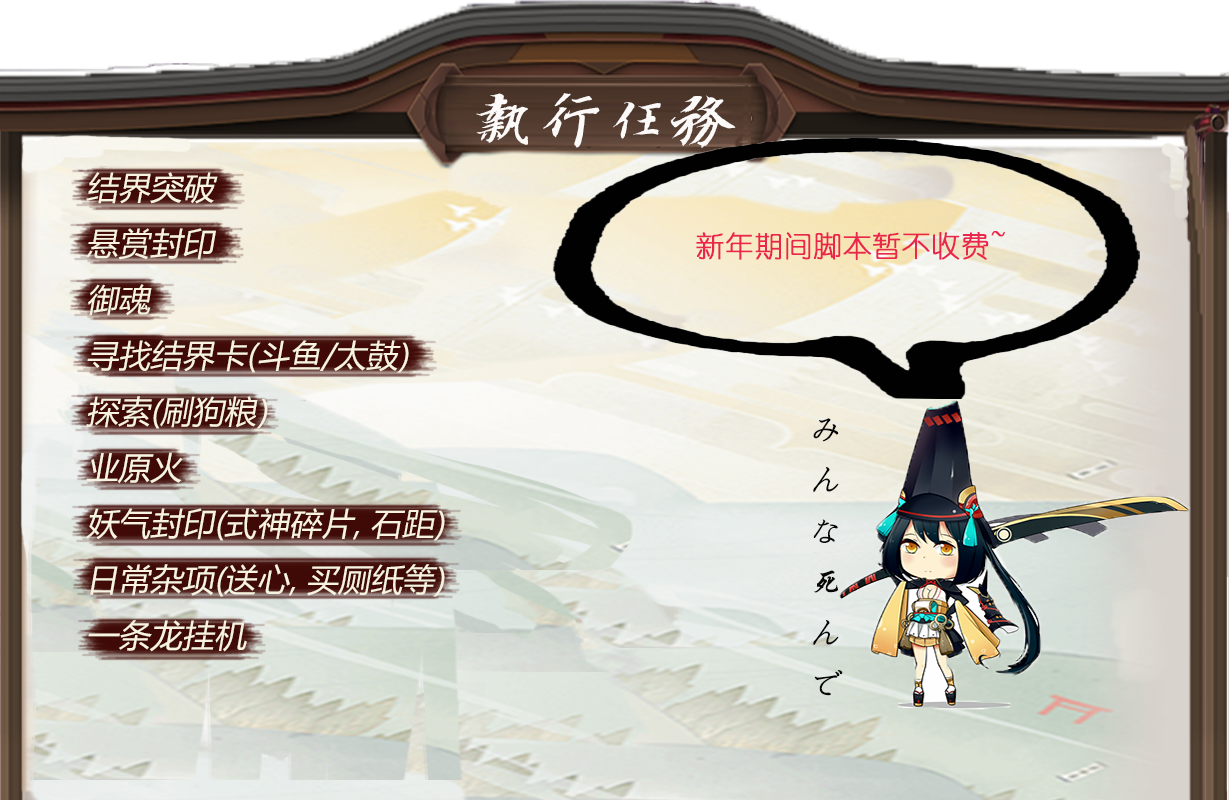 執行任務
结界突破
悬赏封印
御魂
寻找结界卡(斗鱼/太鼓)
探索(刷狗粮)
业原火
妖气封印(式神碎片, 石距)
日常杂项(送心, 买厕纸等)
一条龙挂机
新年期间脚本暂不收费~
みんな死んで